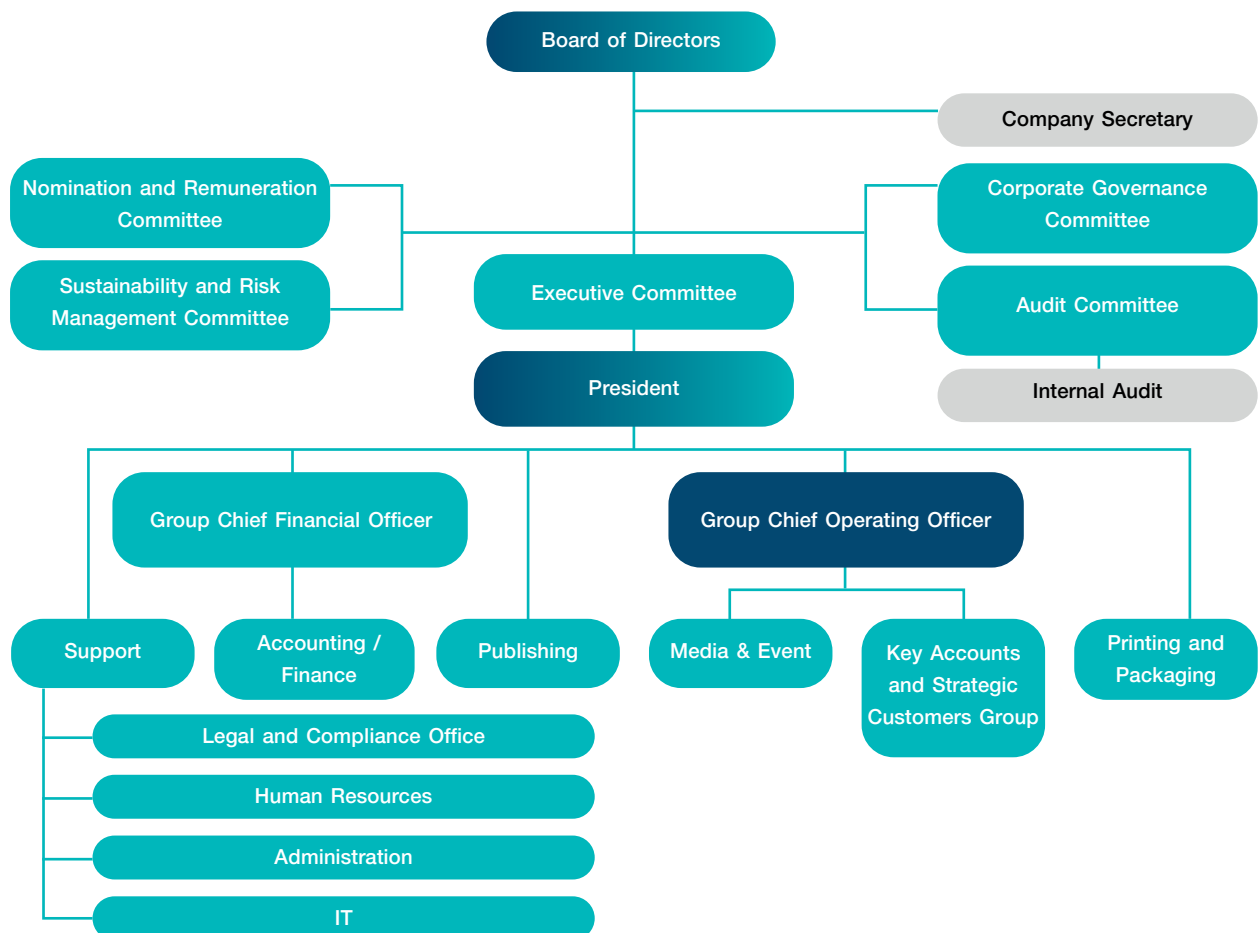 Board of Directors
Company Secretary
Nomination and Remuneration
Committee
Corporate Governance
Committee
Sustainability and Risk
Management Committee
Executive Committee
Audit Committee
President
Internal Audit
Group Chief Financial Officer
Group Chief Operating Officer
Support
Accounting /
Finance
Publishing
Media & Event
Key Accounts
and Strategic
Customers Group
Printing and
Packaging
Legal and Compliance Office
Human Resources
Administration
IT